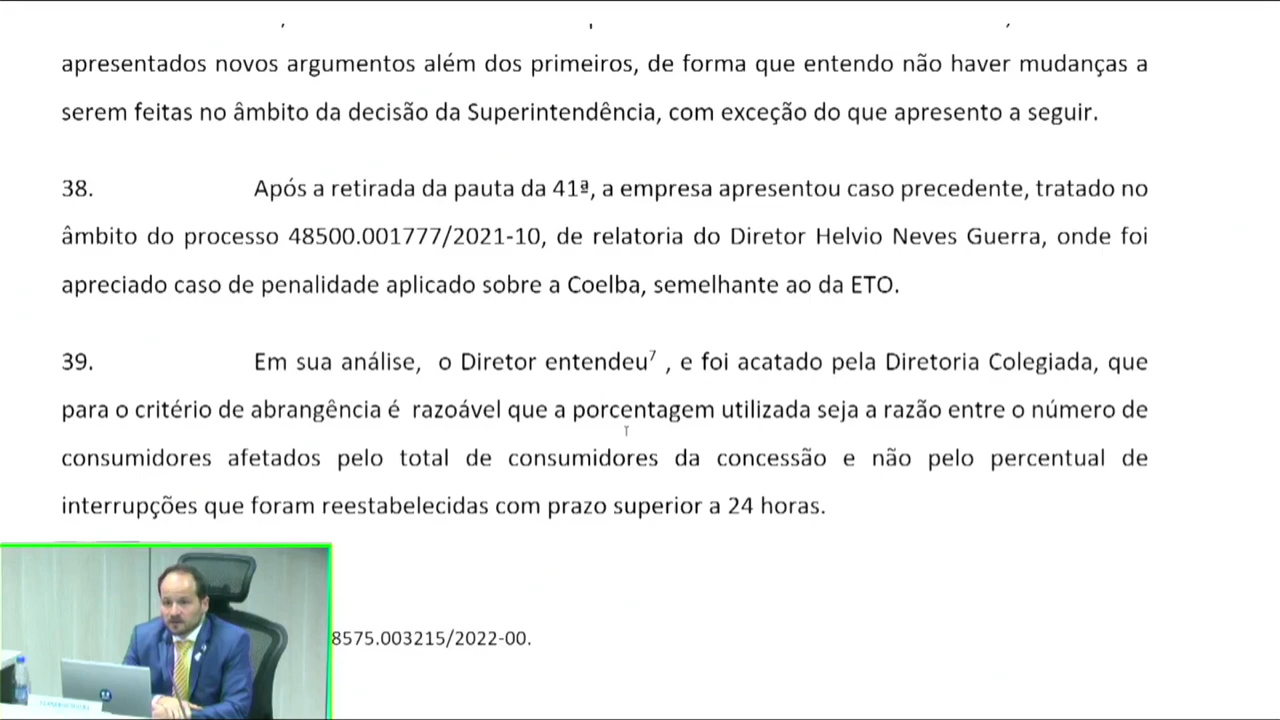 apresentados novos argumentos além dos primeiros, de forma que entendo não haver mudanças a
serem feitas no âmbito da decisão da Superintendência, com exceção do que apresento a seguir.
38. Após a retirada da pauta da 41ª, a empresa apresentou caso precedente, tratado no
âmbito do processo 48500.001777/2021-10, de relatoria do Diretor Helvio Neves Guerra, onde foi
apreciado caso de penalidade aplicado sobre a Coelba, semelhante ao da ETO.
39. Em sua análise, o Diretor entendeu⁷ , e foi acatado pela Diretoria Colegiada, que
para o critério de abrangência é razoável que a porcentagem utilizada seja a razão entre o número de
consumidores afetados pelo total de consumidores da concessão e não pelo percentual de
interrupções que foram reestabelecidas com prazo superior a 24 horas.
8575.003215/2022-00.